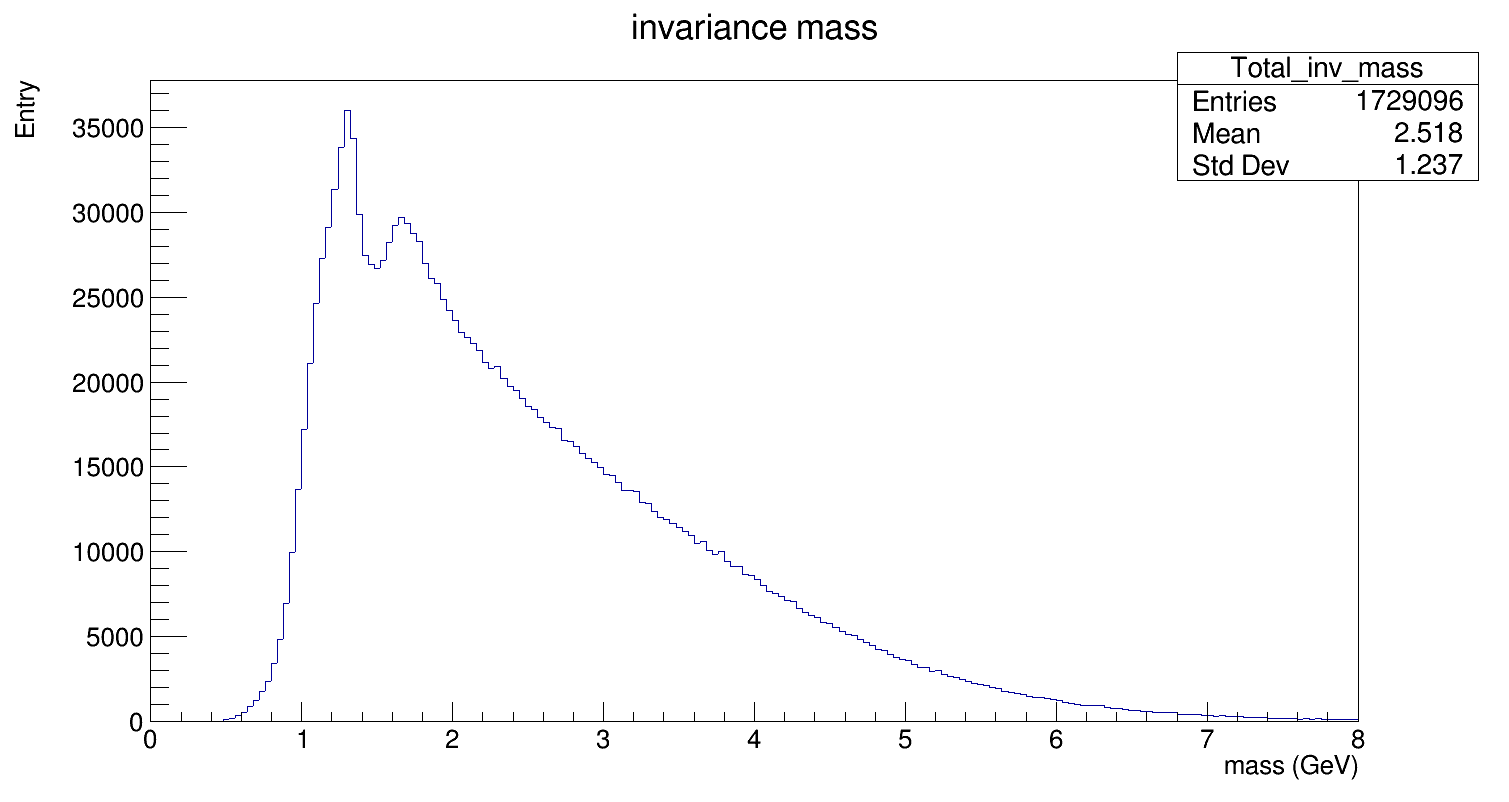 invariance mass
Total_inv_mass
Entries 1729096
Mean 2.518
Std Dev 1.237
Entry
35000
30000
25000
20000
15000
10000
5000
0
0 1 2 3 4 5 6 7 8
mass (GeV)